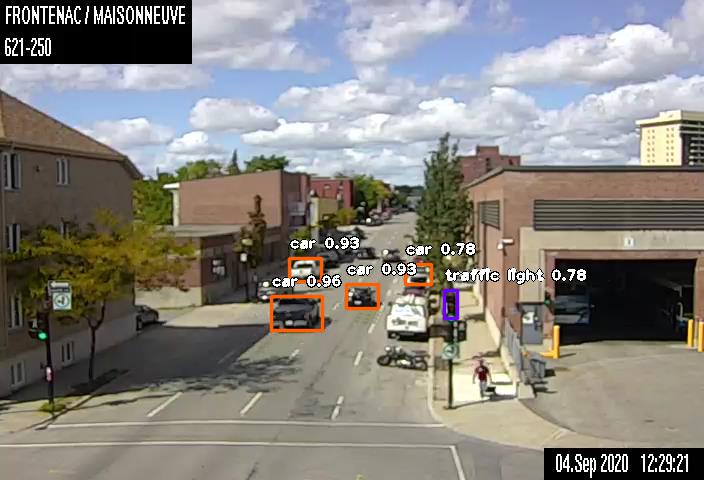 FRONTENAC / MAISONNEUVE
621-250
car 0.93
car 0.78
car 0.93
traffic light 0.78
car 0.96
04.Sep 2020 12:29:21